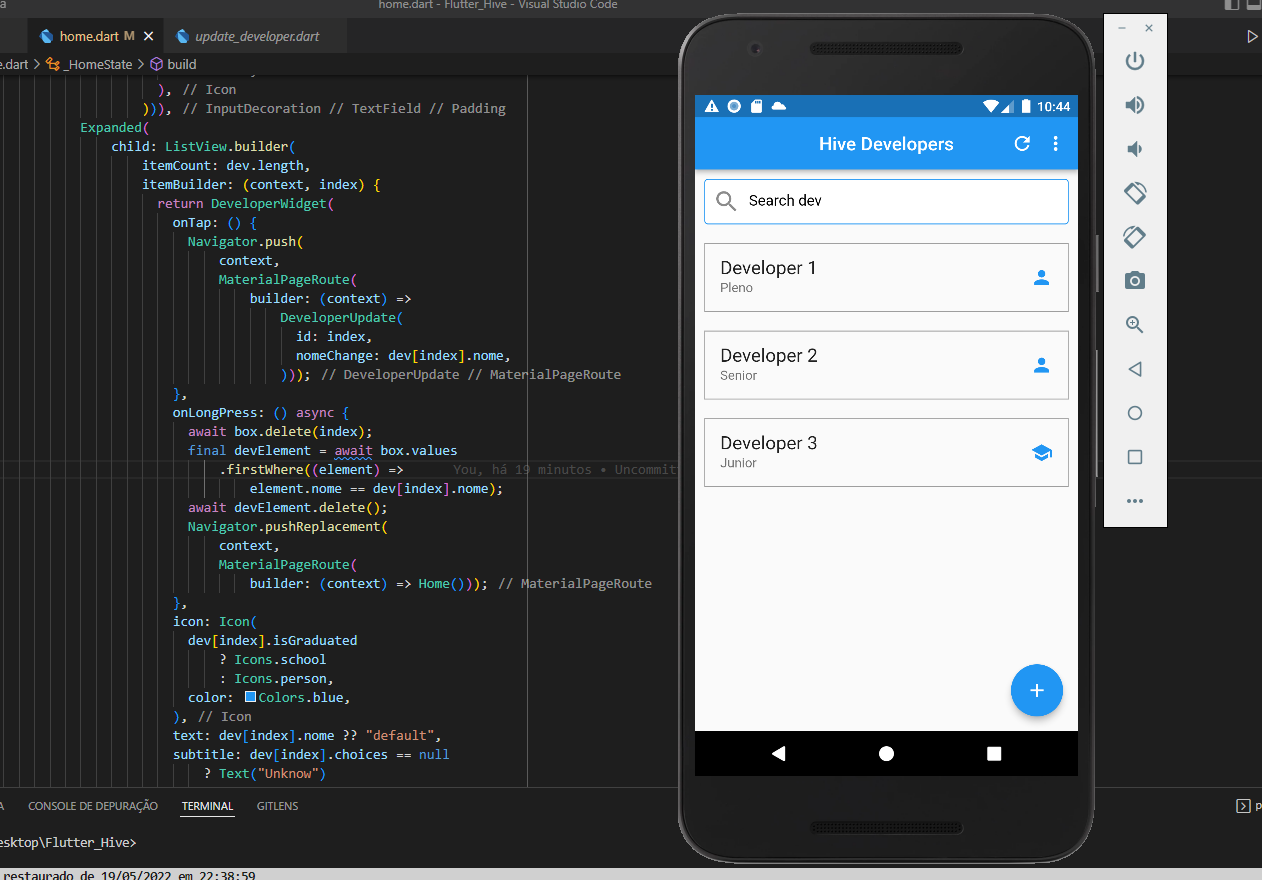 home.dart - Flutter_Hive - Visual Studio Code
home.dart M
update_developer.dart
e.dart > _HomeState > build
), // Icon
))), // InputDecoration // TextField // Padding
Expanded(
child: ListView.builder(
itemCount: dev.length,
itemBuilder: (context, index) {
return DeveloperWidget(
onTap: () {
Navigator.push(
context,
MaterialPageRoute(
builder: (context) =>
DeveloperUpdate(
id: index,
nomeChange: dev[index].nome,
))); // DeveloperUpdate // MaterialPageRoute
},
onLongPress: () async {
await box.delete(index);
final devElement = await box.values
.firstWhere((element) => You, há 19 minutos • Uncommit
element.nome == dev[index].nome);
await devElement.delete();
Navigator.pushReplacement(
context,
MaterialPageRoute(
builder: (context) => Home())); // MaterialPageRoute
},
icon: Icon(
dev[index].isGraduated
? Icons.school
: Icons.person,
color: Colors.blue,
), // Icon
text: dev[index].nome ?? "default",
subtitle: dev[index].choices == null
? Text("Unknow")
A CONSOLE DE DEPURAÇÃO TERMINAL GITLENS
esktop\Flutter_Hive>
restaurado de 19/05/2022 em 22:38:59
10:44
Hive Developers
Search dev
Developer 1
Pleno
Developer 2
Senior
Developer 3
Junior